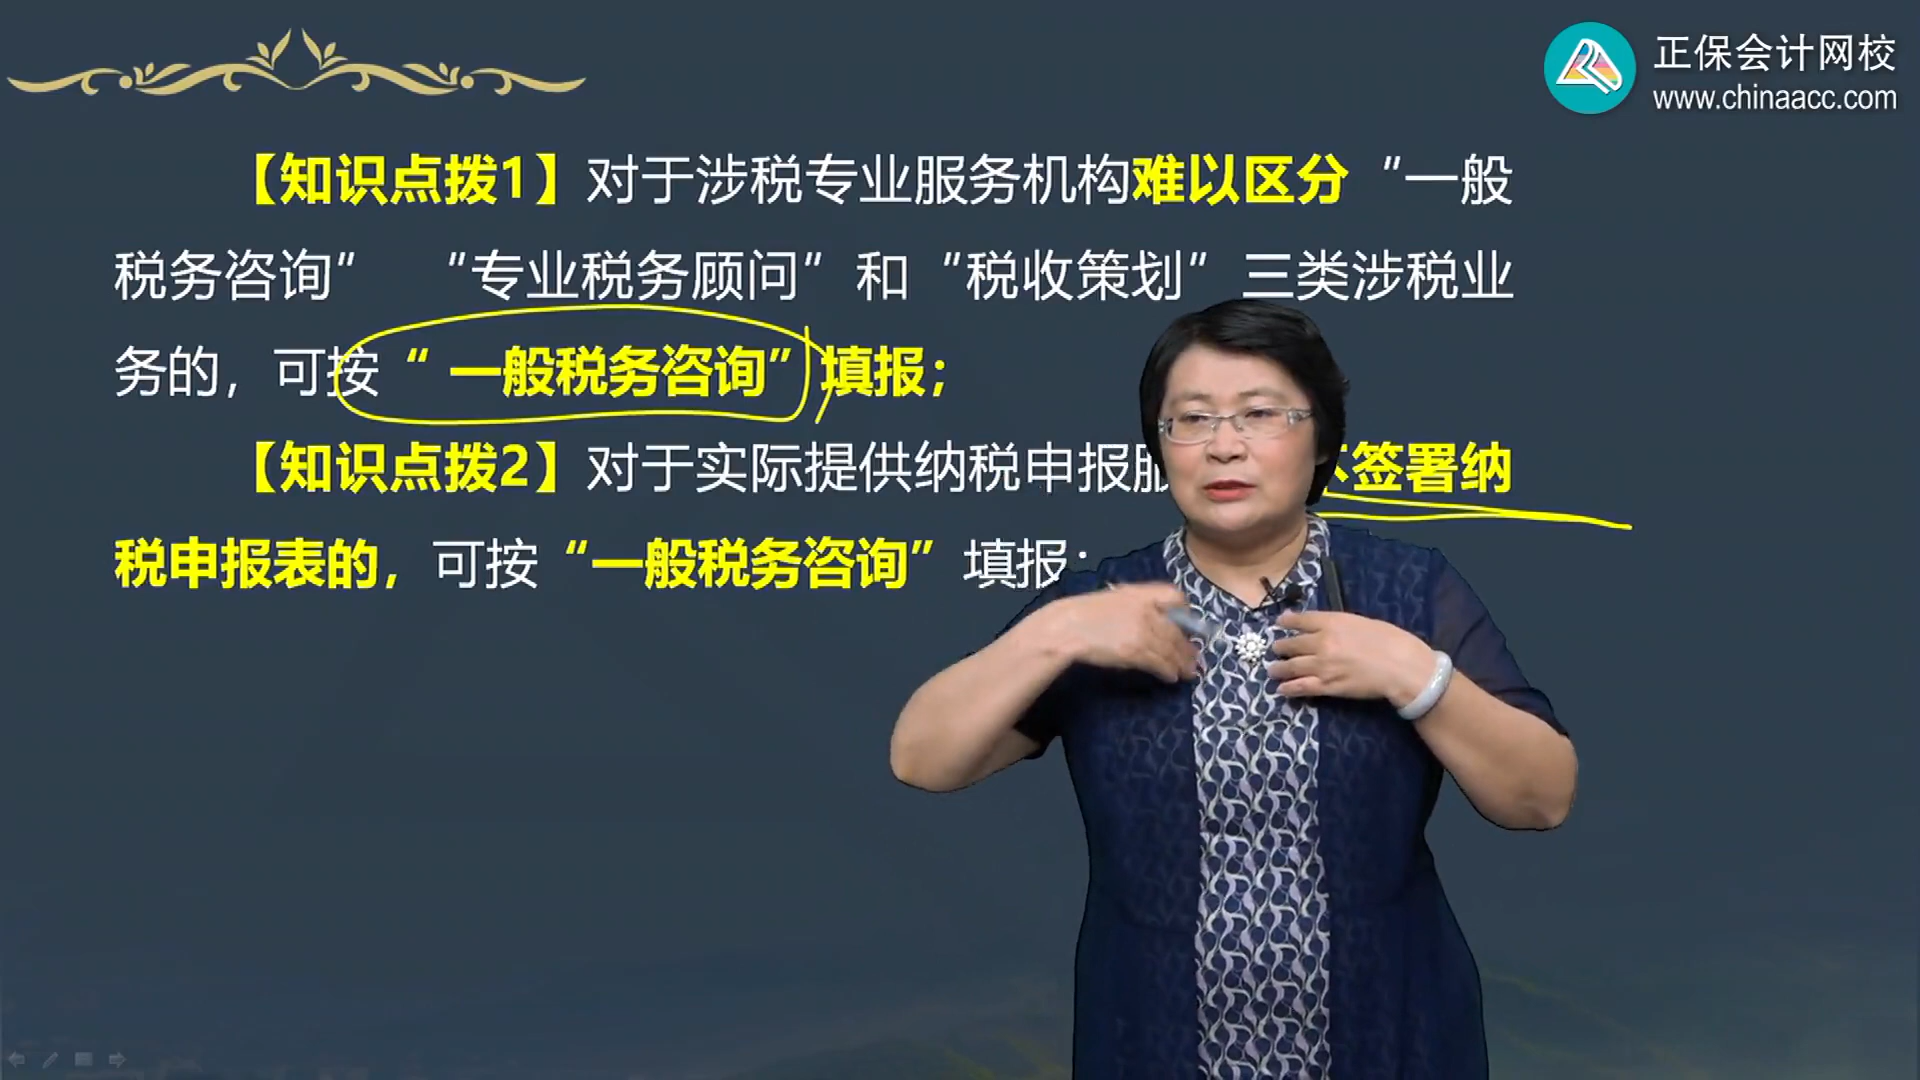 正保会计网校
www.chinaacc.com
【知识点拨1】对于涉税专业服务机构难以区分“一般
税务咨询” “专业税务顾问”和“税收策划”三类涉税业
务的，可按“一般税务咨询”填报；
【知识点拨2】对于实际提供纳税申报 签署纳
税申报表的，可按“一般税务咨询”填报；